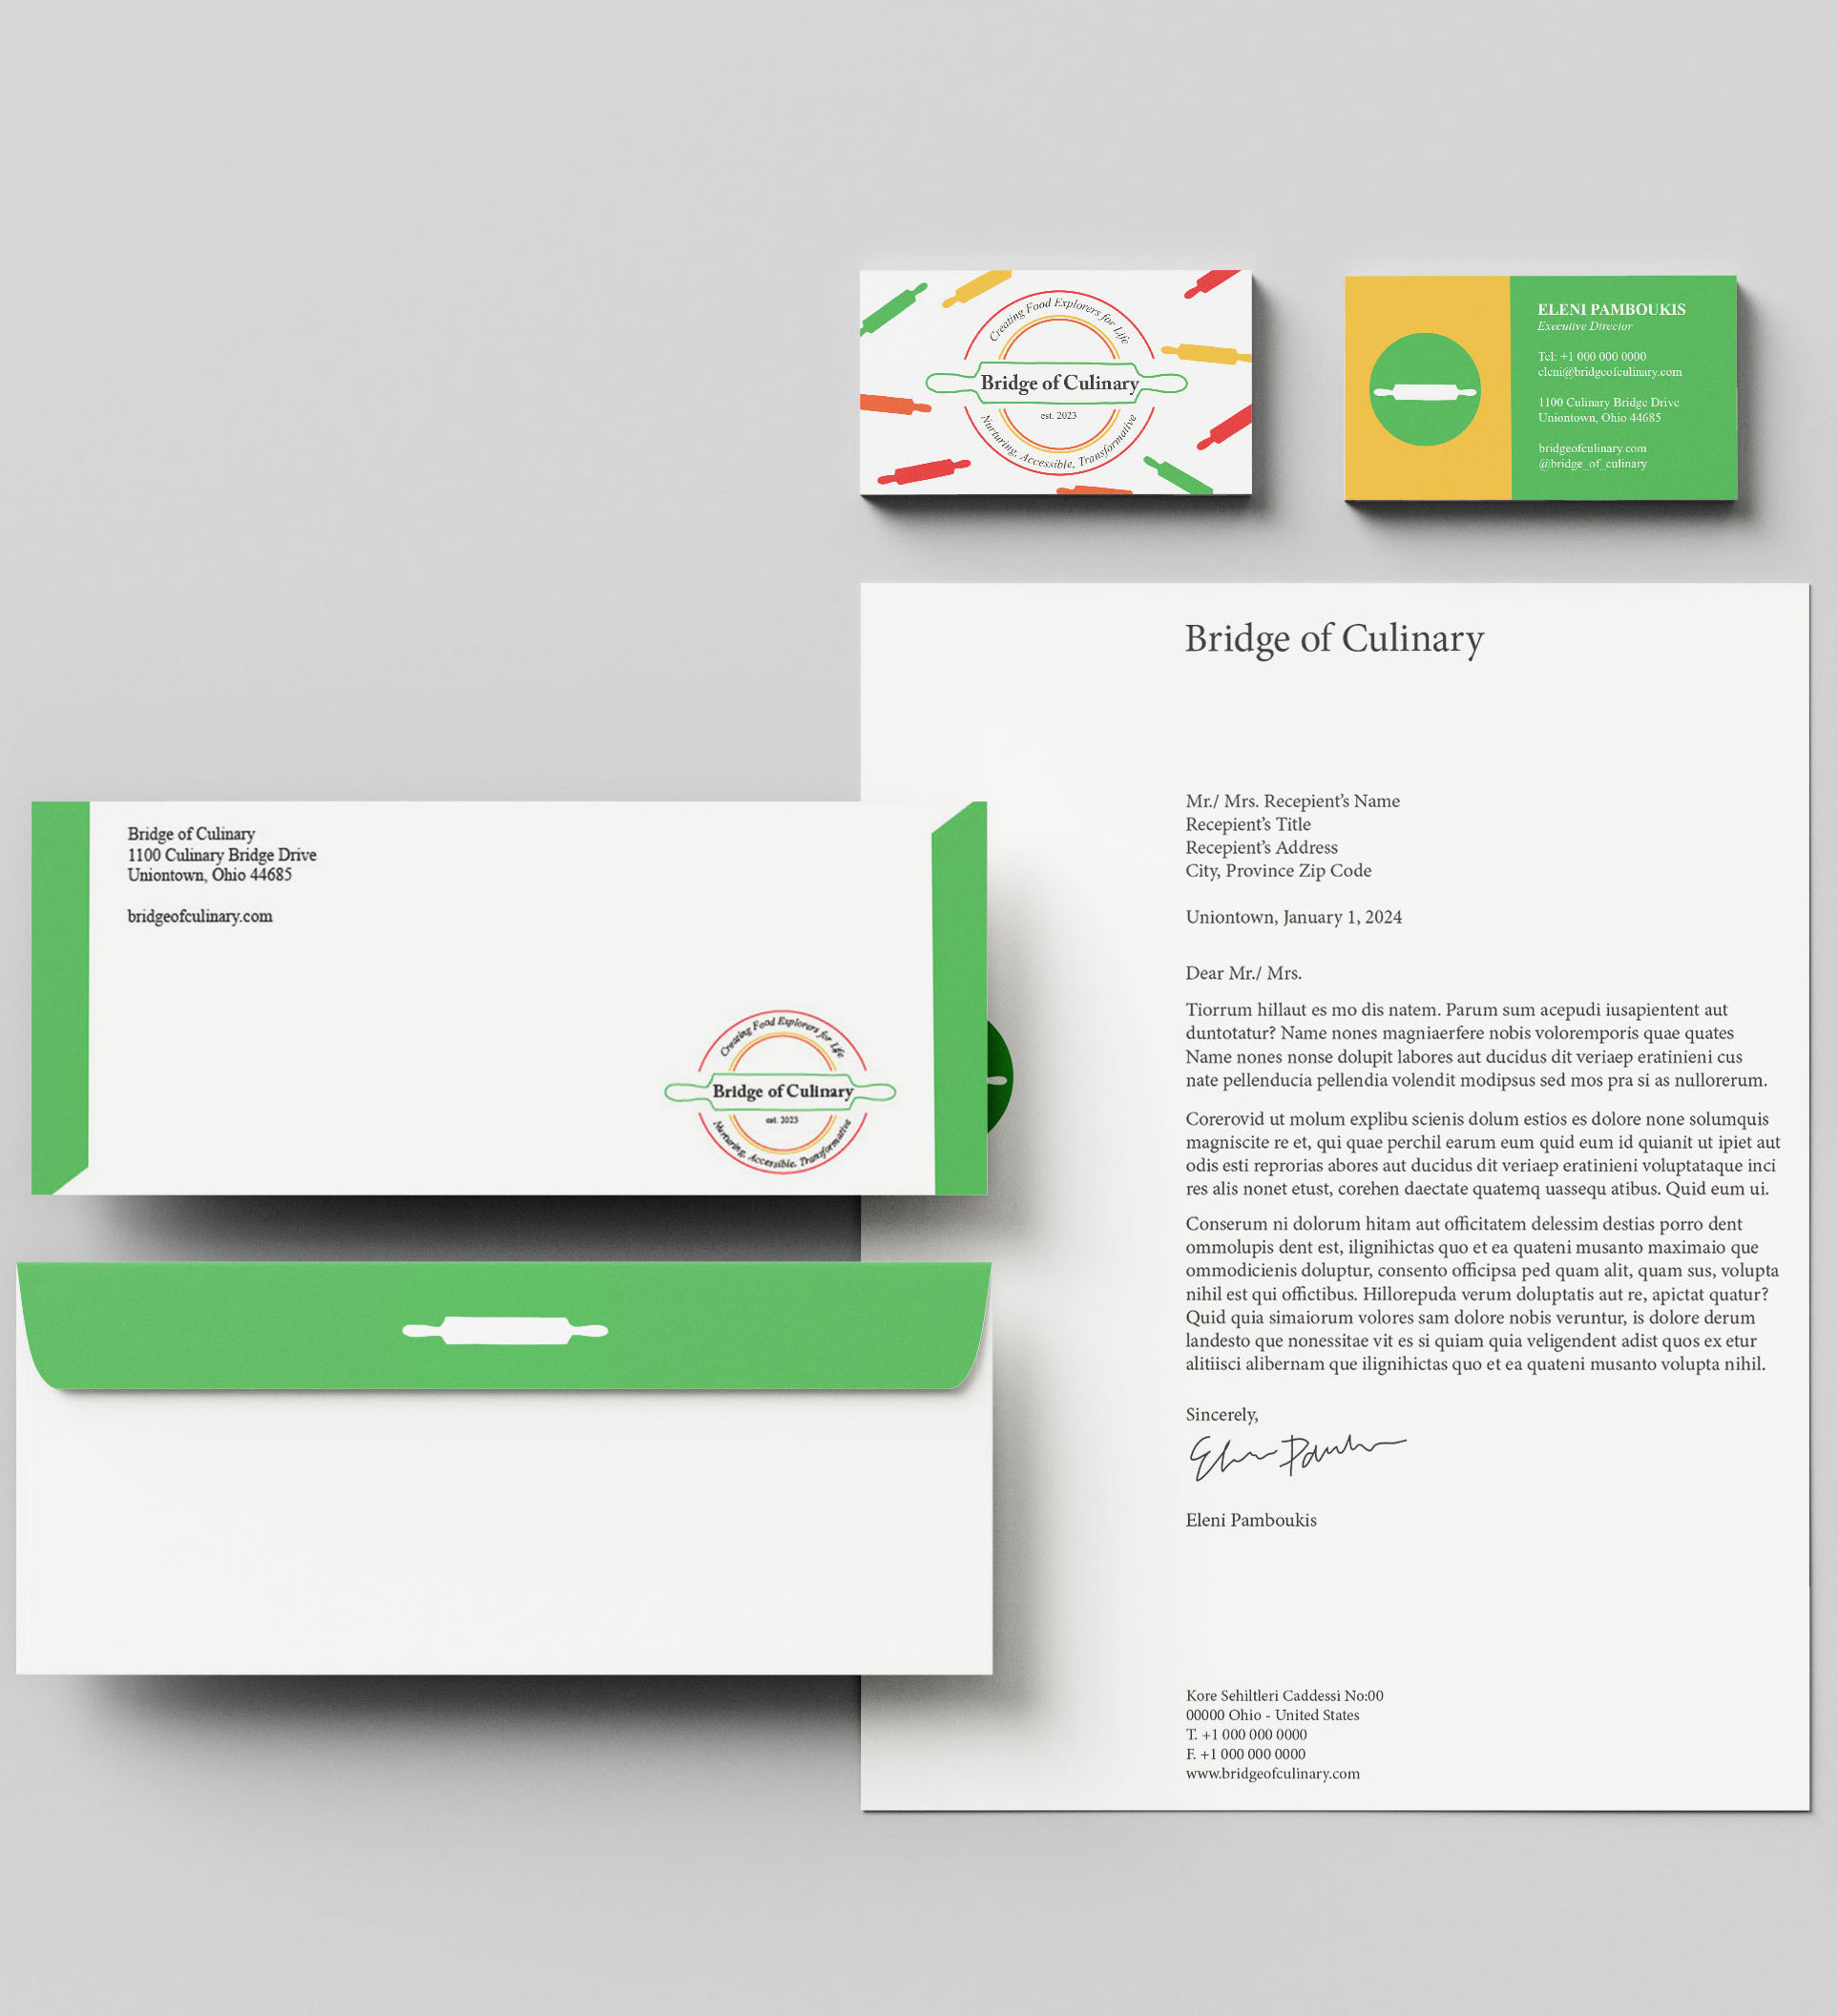 Creating Food Explorers for Life
Bridge of Culinary
est. 2023
Nurturing, Accessible, Transformative
ELENI PAMBOUKIS
Executive Director
Tel: +1 000 000 0000
eleni@bridgeofculinary.com
1100 Culinary Bridge Drive
Uniontown, Ohio 44685
bridgeofculinary.com
@bridge_of_culinary
Bridge of Culinary
Mr./ Mrs. Recepient's Name
Recepient's Title
Recepient's Address
City, Province Zip Code
Uniontown, January 1, 2024
Dear Mr./ Mrs.
Tiorrum hillaut es mo dis natem. Parum sum acepudi iusapientent aut
duntotatur? Name nones magniaerfere nobis voloremporis quae quates
Name nones nonse dolupit labores aut ducidus dit veriaep eratinieni cus
nate pellenducia pellendia volendit modipsus sed mos pra si as nullorerum.
Corerovid ut molum explibu scienis dolum estios es dolore none solumquis
magniscite re et, qui quae perchil earum eum quid eum id quianit ut ipiet aut
odis esti reprorias abores aut ducidus dit veriaep eratinieni voluptataque inci
res alis nonet etust, corehen daectate quatemq uassequ atibus. Quid eum ui.
Conserum ni dolorum hitam aut officitatem delessim destias porro dent
ommolupis dent est, ilignihictas quo et ea quateni musanto maximaio que
ommodicienis doluptur, consento officipsa ped quam alit, quam sus, volupta
nihil est qui offictibus. Hillorepuda verum doluptatis aut re, apictat quatur?
Quid quia simaiorum volores sam dolore nobis veruntur, is dolore derum
landesto que nonessitae vit es si quiam quia veligendent adist quos ex etur
alitiisci alibernam que ilignihictas quo et ea quateni musanto volupta nihil.
Sincerely,
Eleni Pamboukis
Kore Sehiltleri Caddessi No:00
00000 Ohio - United States
T. +1 000 000 0000
F. +1 000 000 0000
www.bridgeofculinary.com
Bridge of Culinary
1100 Culinary Bridge Drive
Uniontown, Ohio 44685
bridgeofculinary.com
Creating Food Explorers for Life
Bridge of Culinary
est. 2023
Nurturing, Accessible, Transformative